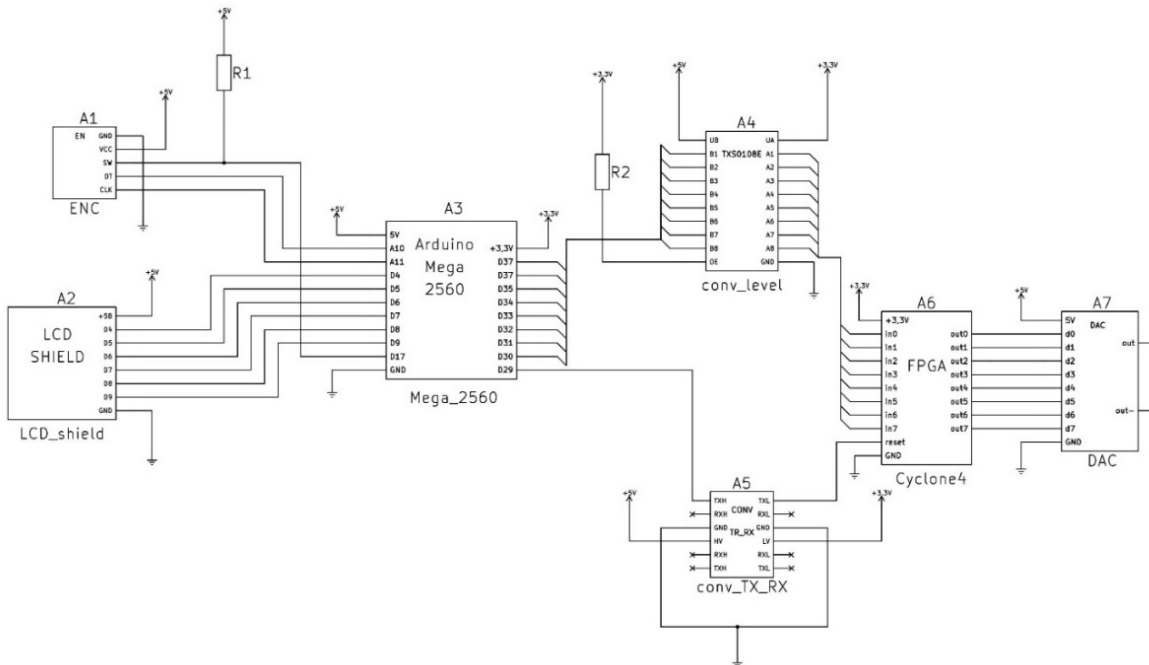 +5V
R1
+5V
A1
EN GND
VCC
SW
DT
CLK
ENC
+5V
A2
LCD
SHIELD
+5B
D4
D5
D6
D7
D8
D9
GND
LCD_shield
+5V
+3,3V
A3
Arduino
Mega
2560
5V
A10
A11
D4
D5
D6
D7
D8
D9
D17
GND
+3,3V
D37
D37
D35
D34
D33
D32
D31
D30
D29
Mega_2560
+3,3V
R2
+5V
+3,3V
A4
TXS0108E
UB
B1
B2
B3
B4
B5
B6
B7
B8
OE
UA
A1
A2
A3
A4
A5
A6
A7
A8
GND
conv_level
+5V
+3,3V
A5
CONV
TR_RX
TXH
RXH
GND
HV
RXH
TXH
TXL
RXL
GND
LV
RXL
TXL
conv_TX_RX
+3,3V
A6
FPGA
+3,3V
in0
in1
in2
in3
in4
in5
in6
in7
reset
GND
out0
out1
out2
out3
out4
out5
out6
out7
Cyclone4
+5V
A7
DAC
5V
d0
d1
d2
d3
d4
d5
d6
d7
GND
out
out-
DAC